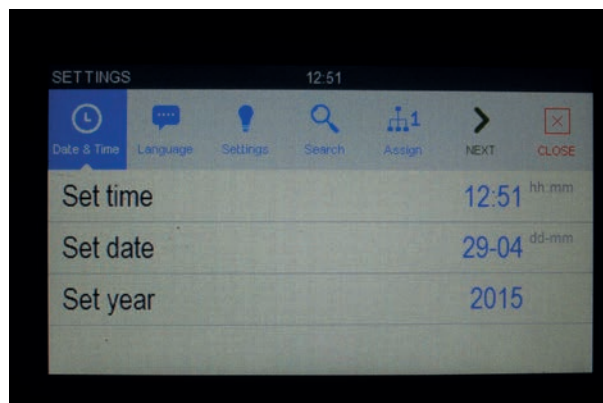 SETTINGS 12:51
1
Date & Time Language Settings Search Assign NEXT CLOSE
Set time 12:51 hh:mm
Set date 29-04 dd-mm
Set year 2015